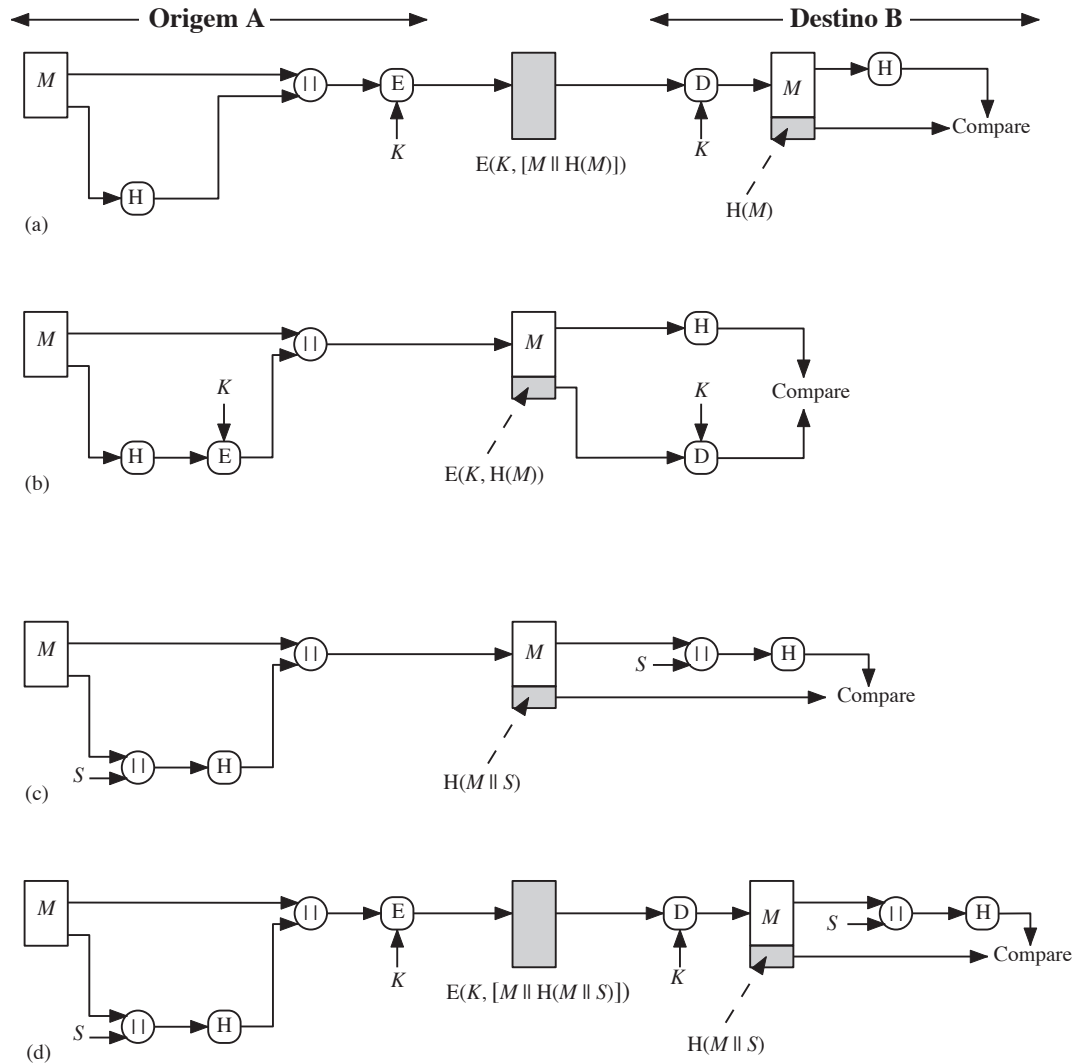 Origem A Destino B
M || E D M H
K K Compare
E(K, [M || H(M)])
H H(M)
(a)
M || M H
K K Compare
H E D
E(K, H(M))
(b)
M || M || H
S Compare
S || H H(M || S)
(c)
M || E D M || H
S
K K Compare
E(K, [M || H(M || S)])
S || H H(M || S)
(d)